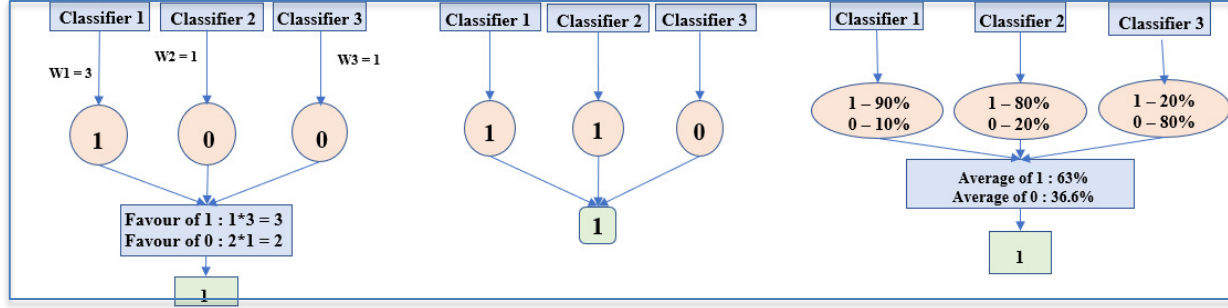 Classifier 1
Classifier 2
Classifier 3
W1 = 3
W2 = 1
W3 = 1
1
0
0
Favour of 1 : 1*3 = 3
Favour of 0 : 2*1 = 2
1
Classifier 1
Classifier 2
Classifier 3
1
1
0
1
Classifier 1
Classifier 2
Classifier 3
1 – 90%
0 – 10%
1 – 80%
0 – 20%
1 – 20%
0 – 80%
Average of 1 : 63%
Average of 0 : 36.6%
1